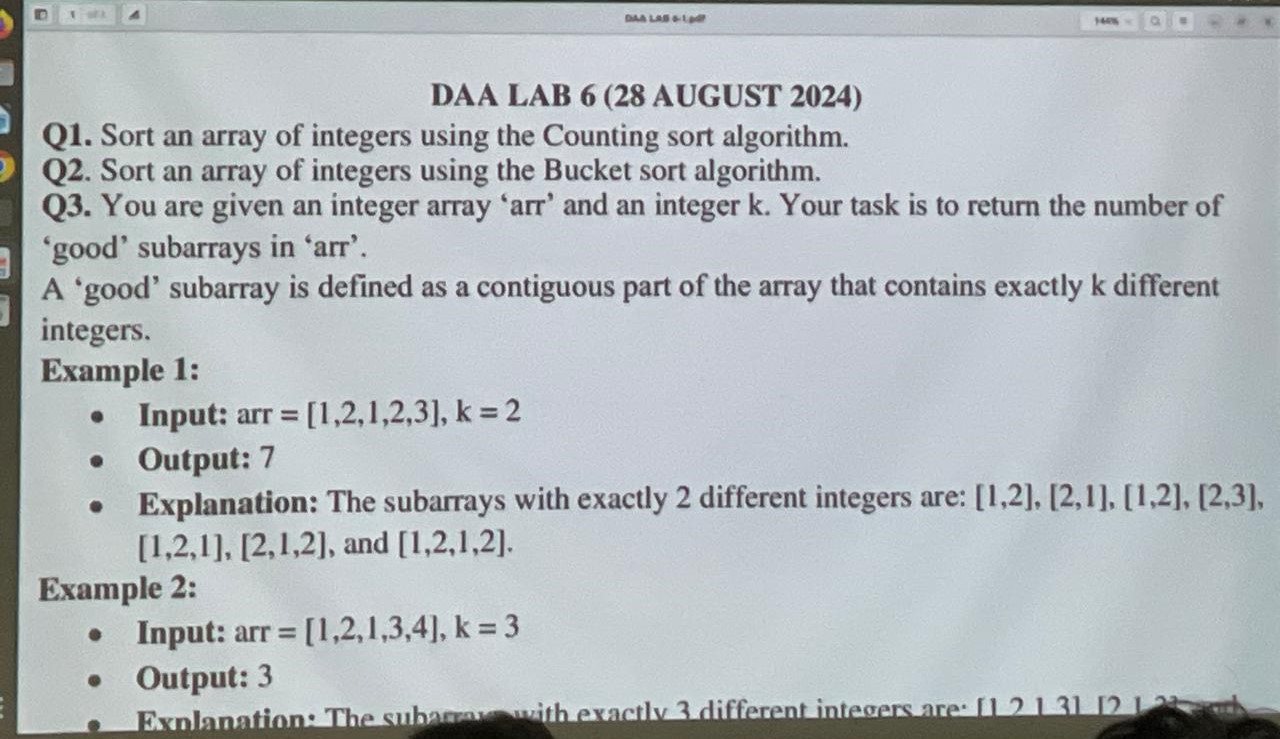 DAA LAB 6-1.pdf
144%
DAA LAB 6 (28 AUGUST 2024)
Q1. Sort an array of integers using the Counting sort algorithm.
Q2. Sort an array of integers using the Bucket sort algorithm.
Q3. You are given an integer array ‘arr’ and an integer k. Your task is to return the number of
‘good’ subarrays in ‘arr’.
A ‘good’ subarray is defined as a contiguous part of the array that contains exactly k different
integers.
Example 1:
• Input: arr = [1,2,1,2,3], k = 2
• Output: 7
• Explanation: The subarrays with exactly 2 different integers are: [1,2], [2,1], [1,2], [2,3],
[1,2,1], [2,1,2], and [1,2,1,2].
Example 2:
• Input: arr = [1,2,1,3,4], k = 3
• Output: 3
• Explanation: The subarrays with exactly 3 different integers are: [1,2,1,3]